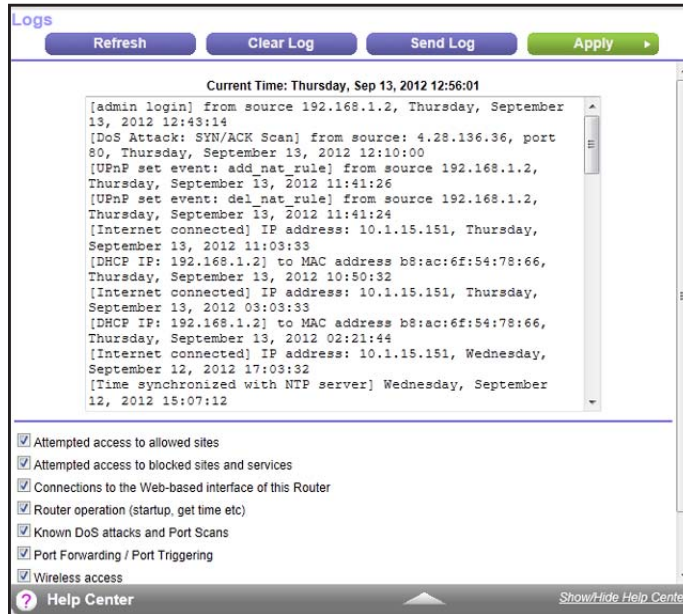 Logs
Refresh Clear Log Send Log Apply
Current Time: Thursday, Sep 13, 2012 12:56:01
[admin login] from source 192.168.1.2, Thursday, September
13, 2012 12:43:14
[DoS Attack: SYN/ACK Scan] from source: 4.28.136.36, port
80, Thursday, September 13, 2012 12:10:00
[UPnP set event: add_nat_rule] from source 192.168.1.2,
Thursday, September 13, 2012 11:41:26
[UPnP set event: del_nat_rule] from source 192.168.1.2,
Thursday, September 13, 2012 11:41:24
[Internet connected] IP address: 10.1.15.151, Thursday,
September 13, 2012 11:03:33
[DHCP IP: 192.168.1.2] to MAC address b8:ac:6f:54:78:66,
Thursday, September 13, 2012 10:50:32
[Internet connected] IP address: 10.1.15.151, Thursday,
September 13, 2012 03:03:33
[DHCP IP: 192.168.1.2] to MAC address b8:ac:6f:54:78:66,
Thursday, September 13, 2012 02:21:44
[Internet connected] IP address: 10.1.15.151, Wednesday,
September 12, 2012 17:03:32
[Time synchronized with NTP server] Wednesday, September
12, 2012 15:07:12
Attempted access to allowed sites
Attempted access to blocked sites and services
Connections to the Web-based interface of this Router
Router operation (startup, get time etc)
Known DoS attacks and Port Scans
Port Forwarding / Port Triggering
Wireless access
? Help Center Show/Hide Help Cente